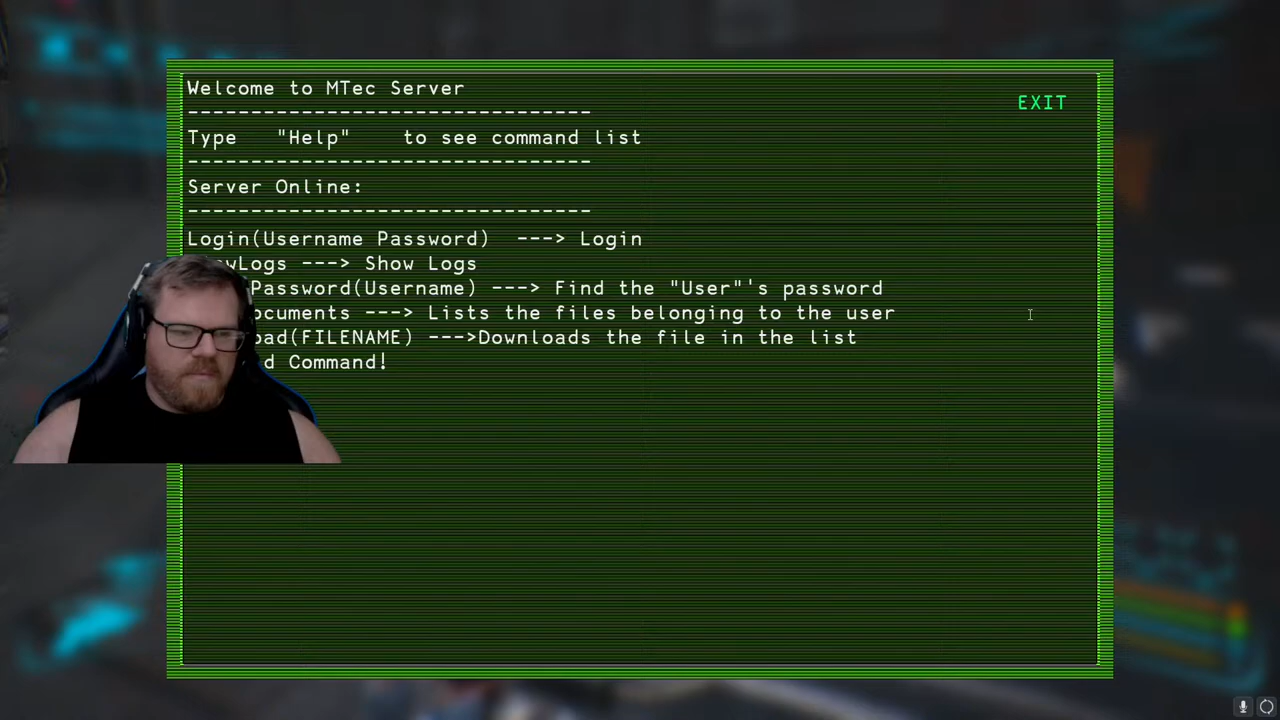 Welcome to MTec Server
--------------------------------
EXIT
Type "Help" to see command list
--------------------------------
Server Online:
--------------------------------
Login(Username Password) ---> Login
wLogs ---> Show Logs
Password(Username) ---> Find the "User"'s password
ocuments ---> Lists the files belonging to the user
oad(FILENAME) --->Downloads the file in the list
d Command!